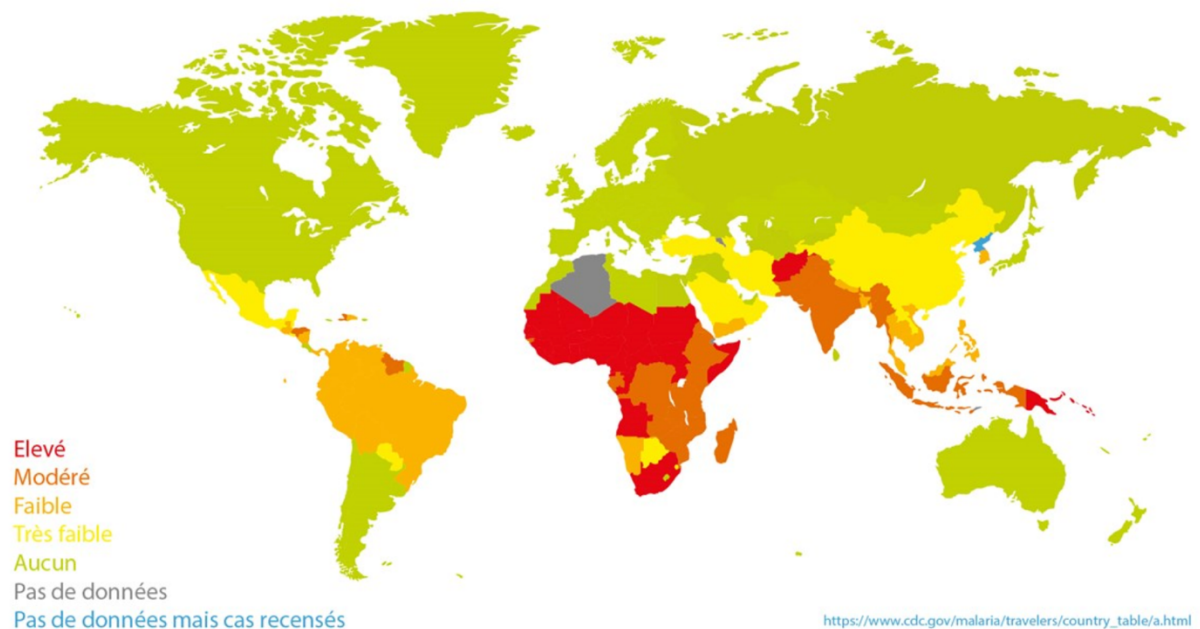 Elevé
Modéré
Faible
Très faible
Aucun
Pas de données
Pas de données mais cas recensés
https://www.cdc.gov/malaria/travelers/country_table/a.html